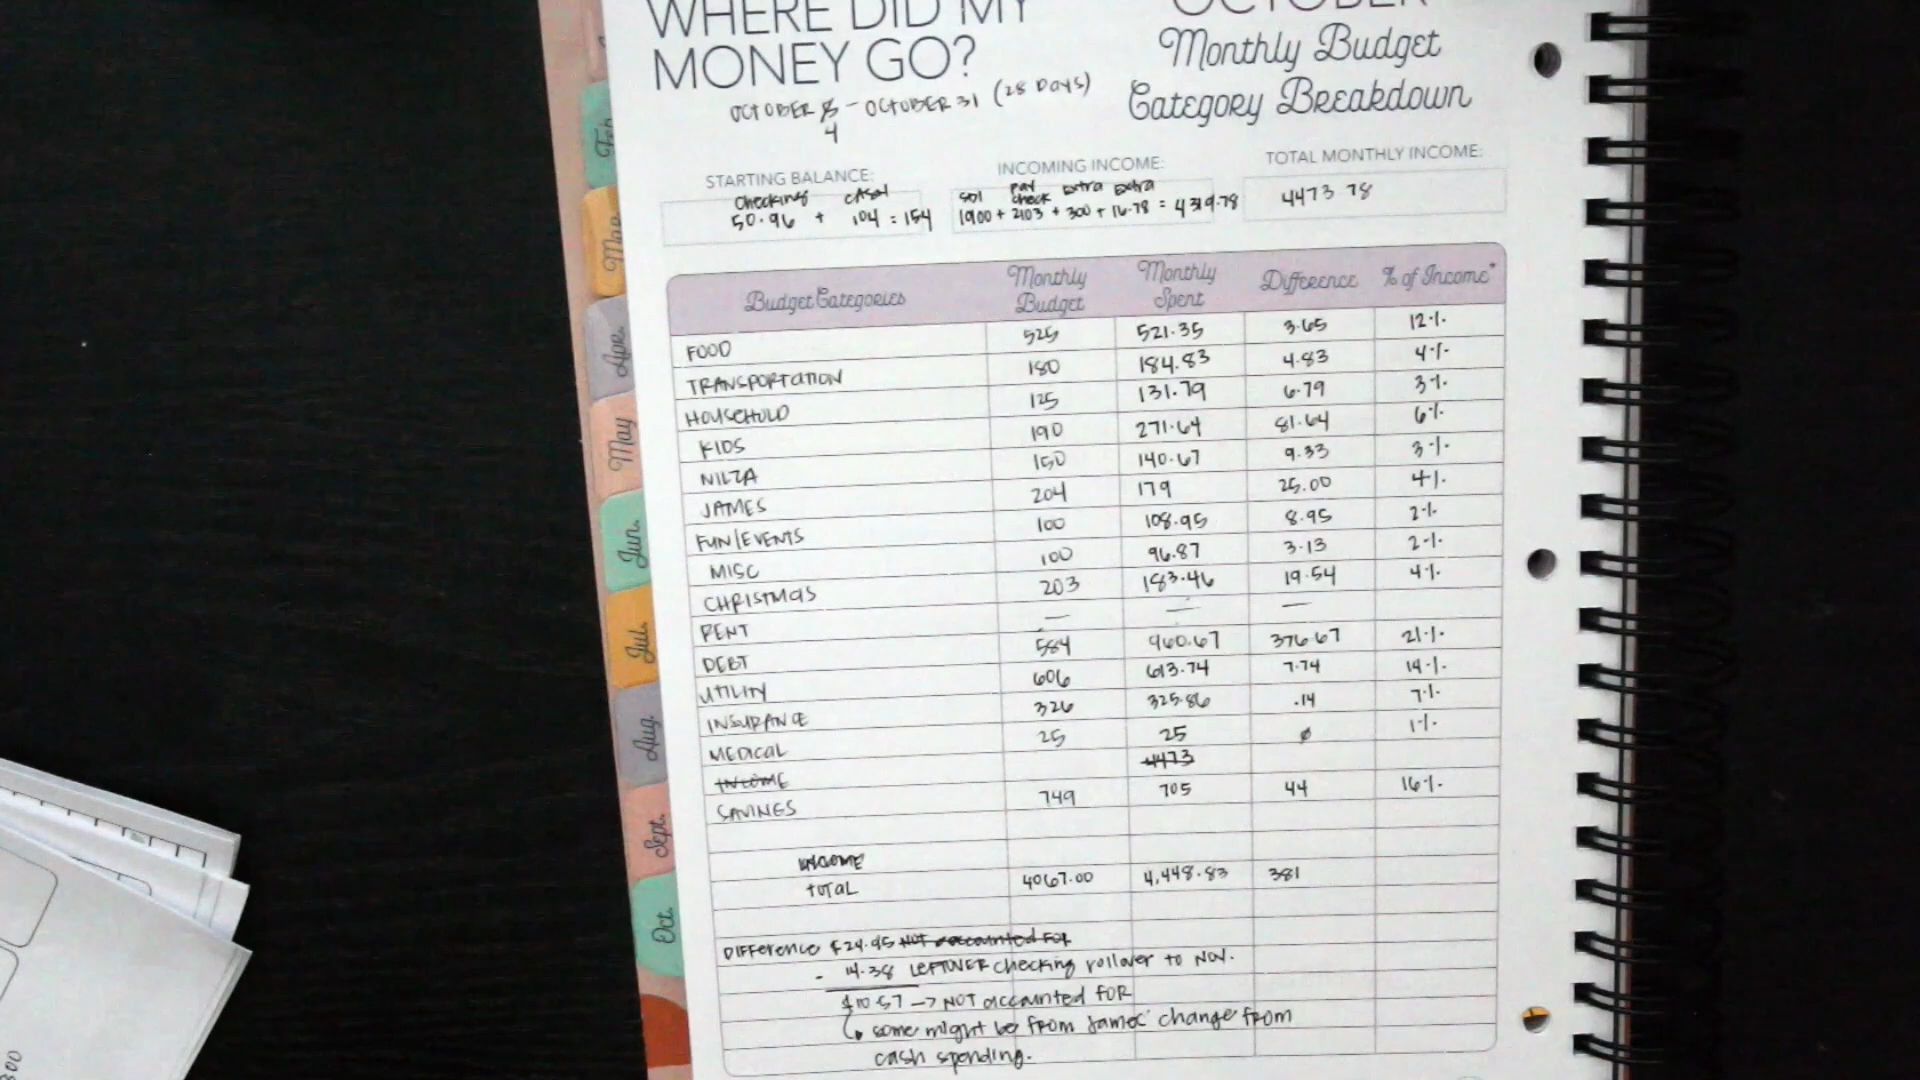 WHERE DID MY
MONEY GO?
OCTOBER
Monthly Budget
Category Breakdown
OCTOBER 5 - OCTOBER 31 (28 DAYS)
4
STARTING BALANCE:
INCOMING INCOME:
TOTAL MONTHLY INCOME:
checking cash
50.96 + 104 = 154
SDI pay check extra extra
1900 + 2103 + 300 + 16.78 = 4319.78
4473 78
Budget Categories Monthly Budget Monthly Spent Difference % of Income*
FOOD 525 521.35 3.65 12%
TRANSPORTATION 180 184.83 4.83 4%
HOUSEHOLD 125 131.79 6.79 3%
KIDS 190 271.64 81.64 6%
NILZA 150 140.67 9.33 3%
JAMES 204 179 25.00 4%
FUN/EVENTS 100 108.95 8.95 2%
MISC 100 96.87 3.13 2%
CHRISTMAS 203 183.46 19.54 4%
RENT — — —
DEBT 584 960.67 376.67 21%
UTILITY 606 613.74 7.74 14%
INSURANCE 326 325.86 .14 7%
MEDICAL 25 25 ø 1%
INCOME 4473
SAVINGS 749 705 44 16%
INCOME
TOTAL 4067.00 4,448.83 381
DIFFERENCE $24.95 NOT accounted FOR
- 14.38 LEFTOVER checking rollover to NOV.
$10.57 -> NOT accounted FOR
↳ some might be from James' change from
cash spending.
Feb.
Mar.
Apr.
May
Jun.
Jul.
Aug.
Sept.
Oct.